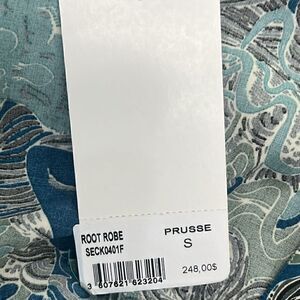 ROOT ROBE
SECK0401F
PRUSSE
S
3 607621 623204
248,00$